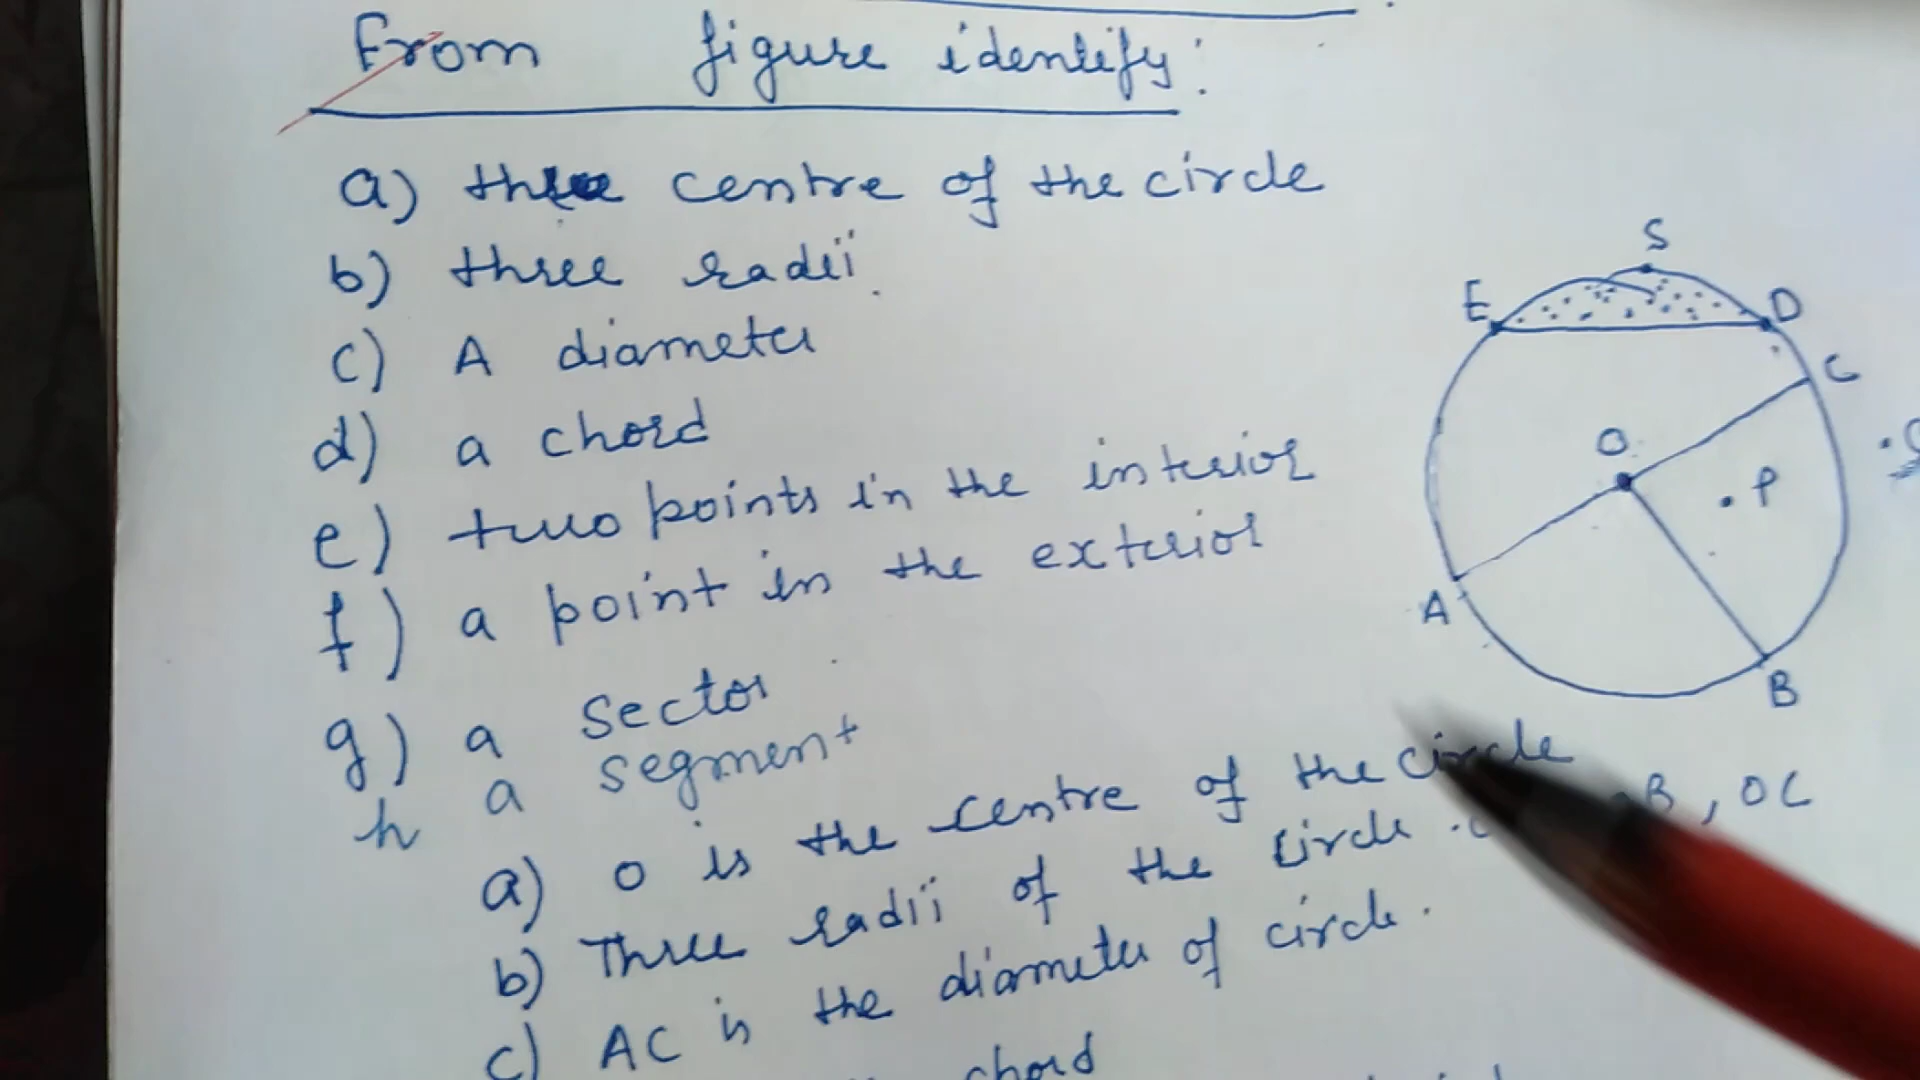 From figure identify:
a) the centre of the circle
b) three radii.
c) A diameter
d) a chord
e) two points in the interior
f) a point in the exterior
g) a sector
h a segment
S
E
D
C
O
P
A
B
a) O is the centre of the circle
b) Three radii of the circle B, OC
c) AC is the diameter of circle.
chord